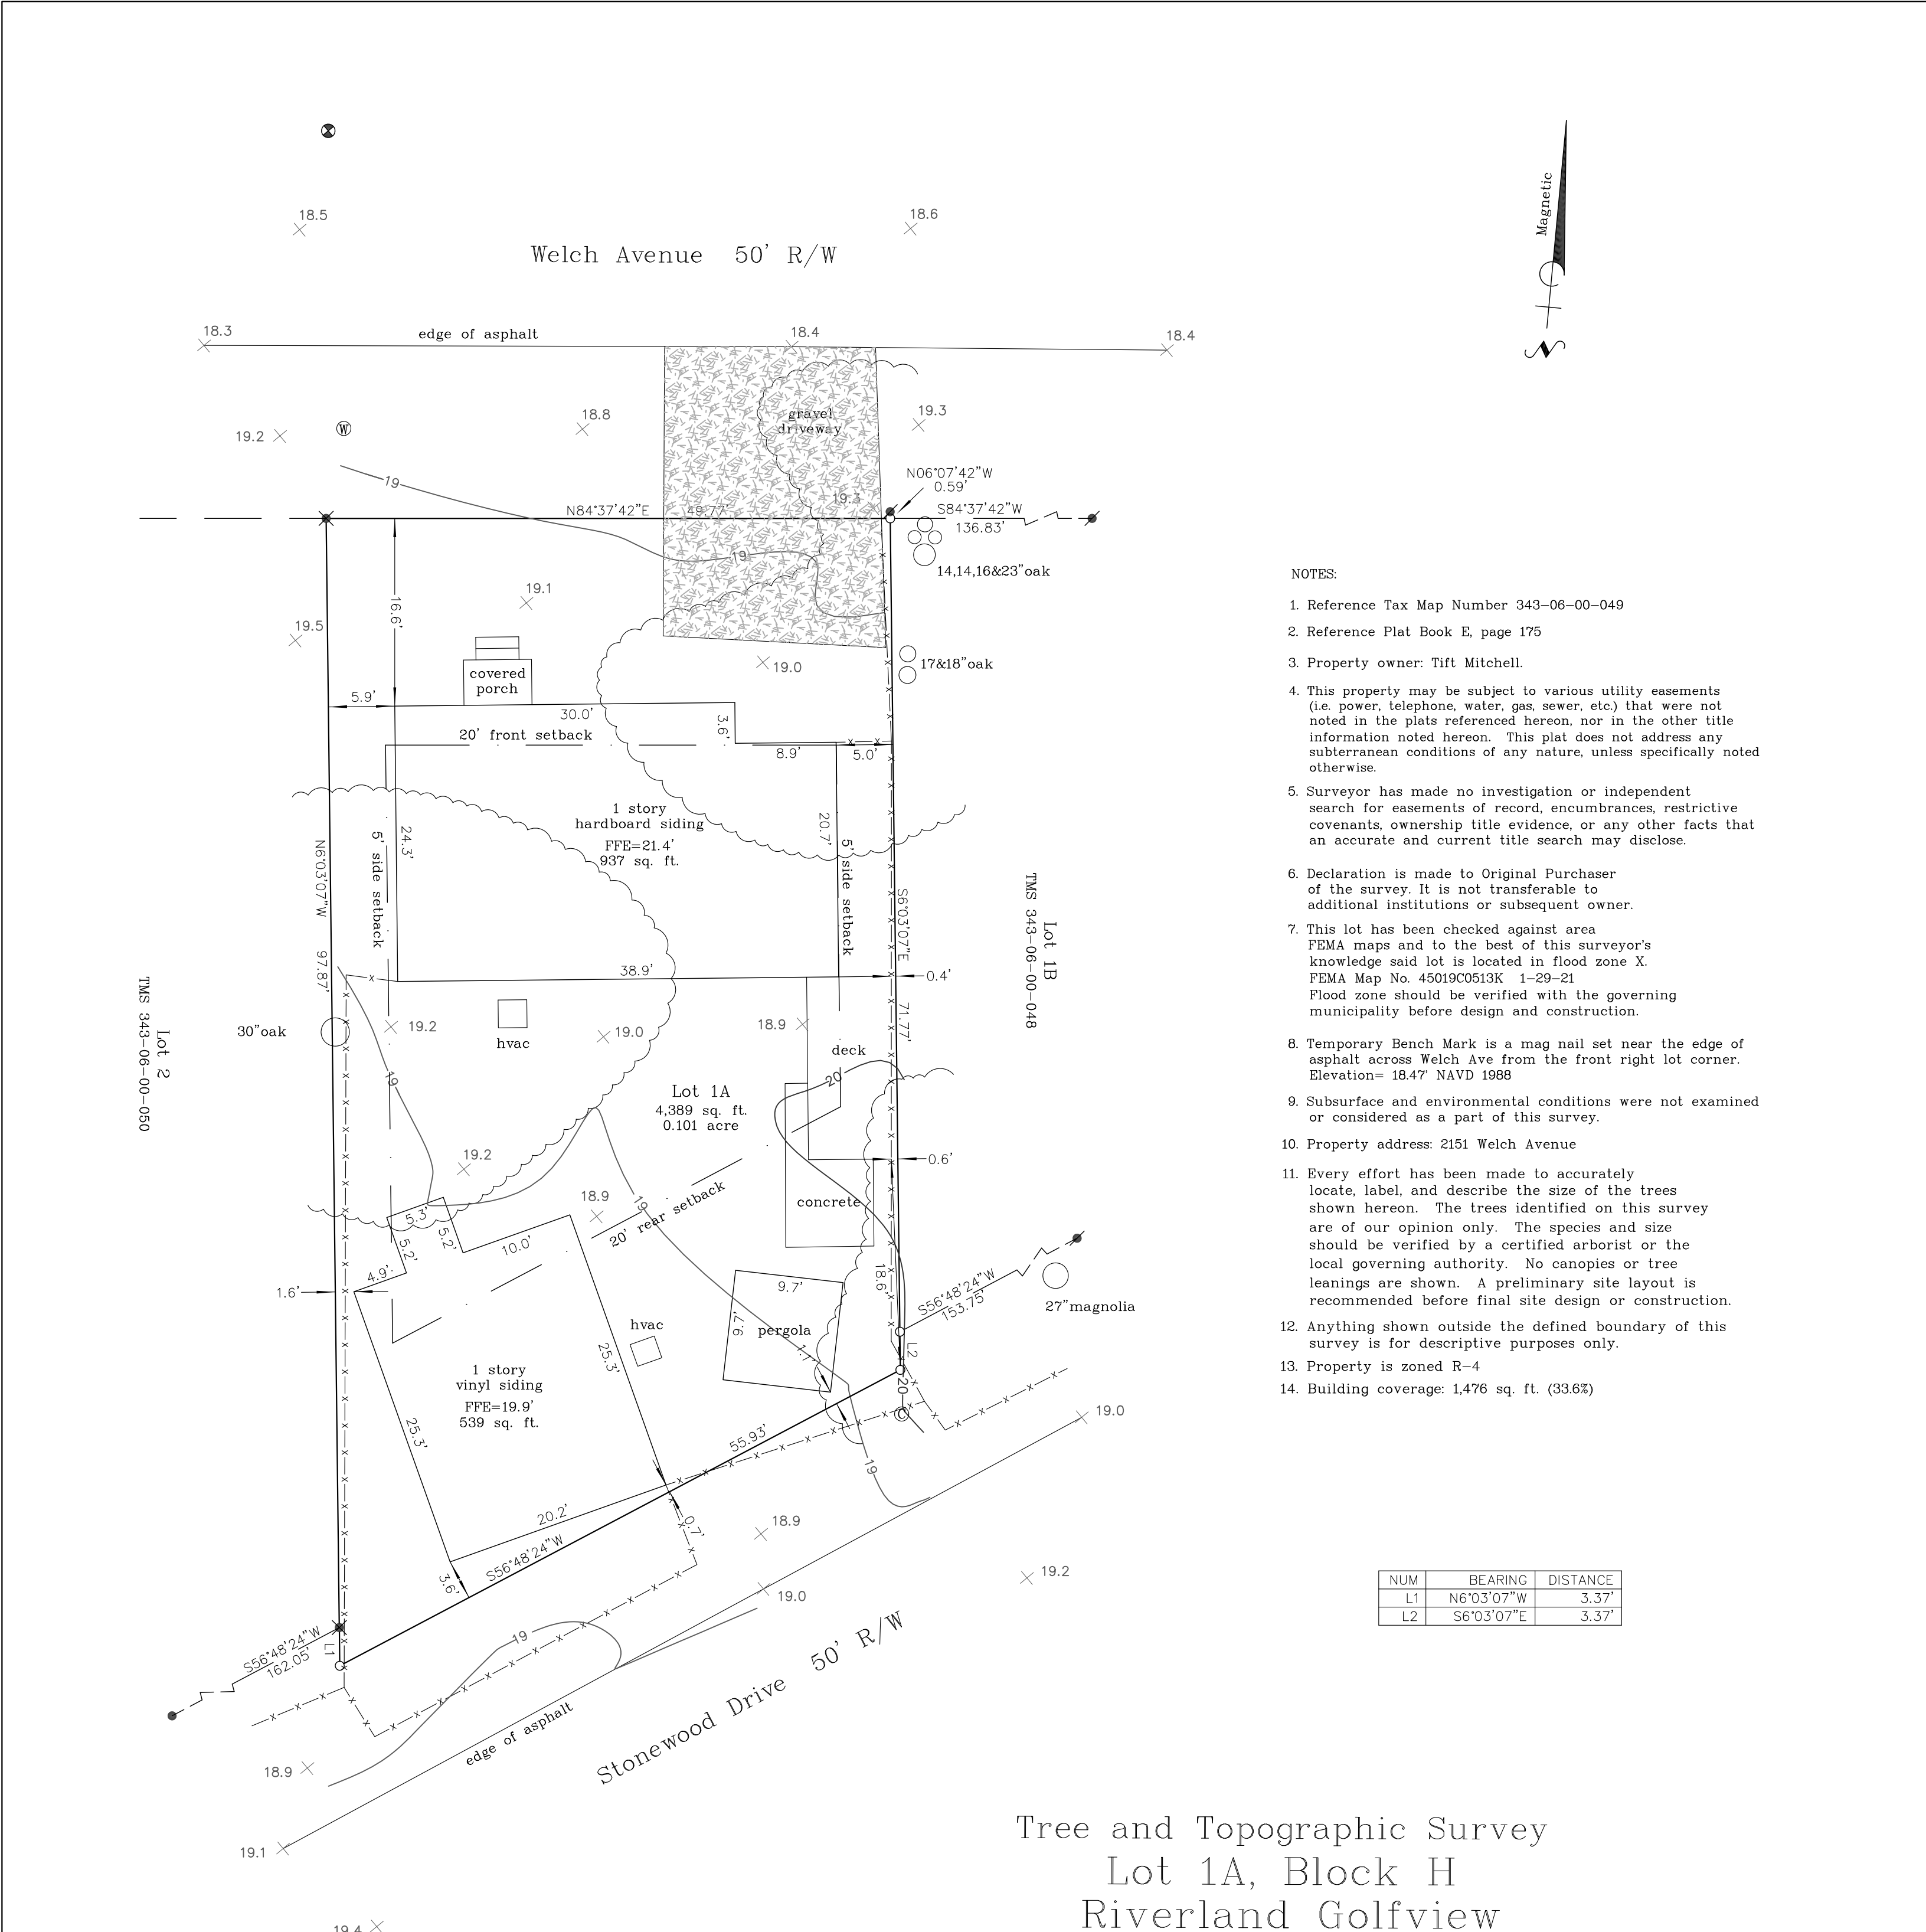 18.5
18.6
Welch Avenue 50' R/W
Magnetic
N
18.3
edge of asphalt
18.4
18.4
18.8
gravel
driveway
19.3
19.2
W
19
N06°07'42"W
0.59'
19.3
N84°37'42"E
49.77'
S84°37'42"W
136.83'
19
14,14,16&23"oak
16.6'
19.1
19.5
covered
porch
19.0
17&18"oak
5.9'
30.0'
3.6'
20' front setback
8.9'
5.0'
1 story
hardboard siding
FFE=21.4'
937 sq. ft.
24.3'
20.7'
5' side setback
5' side setback
N6°03'07"W
97.87'
S6°03'07"E
71.77'
Lot 1B
TMS 343-06-00-048
Lot 2
TMS 343-06-00-050
38.9'
0.4'
30"oak
19.2
hvac
19.0
18.9
deck
20
19
Lot 1A
4,389 sq. ft.
0.101 acre
19.2
0.6'
concrete
18.9
19
20' rear setback
5.3'
5.2'
5.2'
10.0'
4.9'
1.6'
18.6'
S56°48'24"W
153.75'
27"magnolia
9.7'
9.7'
pergola
1.7'
hvac
25.3'
25.3'
1 story
vinyl siding
FFE=19.9'
539 sq. ft.
L2
20
C
55.93'
19.0
19
20.2'
0.7'
18.9
S56°48'24"W
3.6'
19.2
19.0
S56°48'24"W
162.05'
L1
19
Stonewood Drive 50' R/W
edge of asphalt
18.9
19.1
19.4
NOTES:
1. Reference Tax Map Number 343-06-00-049
2. Reference Plat Book E, page 175
3. Property owner: Tift Mitchell.
4. This property may be subject to various utility easements
(i.e. power, telephone, water, gas, sewer, etc.) that were not
noted in the plats referenced hereon, nor in the other title
information noted hereon. This plat does not address any
subterranean conditions of any nature, unless specifically noted
otherwise.
5. Surveyor has made no investigation or independent
search for easements of record, encumbrances, restrictive
covenants, ownership title evidence, or any other facts that
an accurate and current title search may disclose.
6. Declaration is made to Original Purchaser
of the survey. It is not transferable to
additional institutions or subsequent owner.
7. This lot has been checked against area
FEMA maps and to the best of this surveyor's
knowledge said lot is located in flood zone X.
FEMA Map No. 45019C0513K 1-29-21
Flood zone should be verified with the governing
municipality before design and construction.
8. Temporary Bench Mark is a mag nail set near the edge of
asphalt across Welch Ave from the front right lot corner.
Elevation= 18.47' NAVD 1988
9. Subsurface and environmental conditions were not examined
or considered as a part of this survey.
10. Property address: 2151 Welch Avenue
11. Every effort has been made to accurately
locate, label, and describe the size of the trees
shown hereon. The trees identified on this survey
are of our opinion only. The species and size
should be verified by a certified arborist or the
local governing authority. No canopies or tree
leanings are shown. A preliminary site layout is
recommended before final site design or construction.
12. Anything shown outside the defined boundary of this
survey is for descriptive purposes only.
13. Property is zoned R-4
14. Building coverage: 1,476 sq. ft. (33.6%)
NUM BEARING DISTANCE
L1 N6°03'07"W 3.37'
L2 S6°03'07"E 3.37'
Tree and Topographic Survey
Lot 1A, Block H
Riverland Golfview